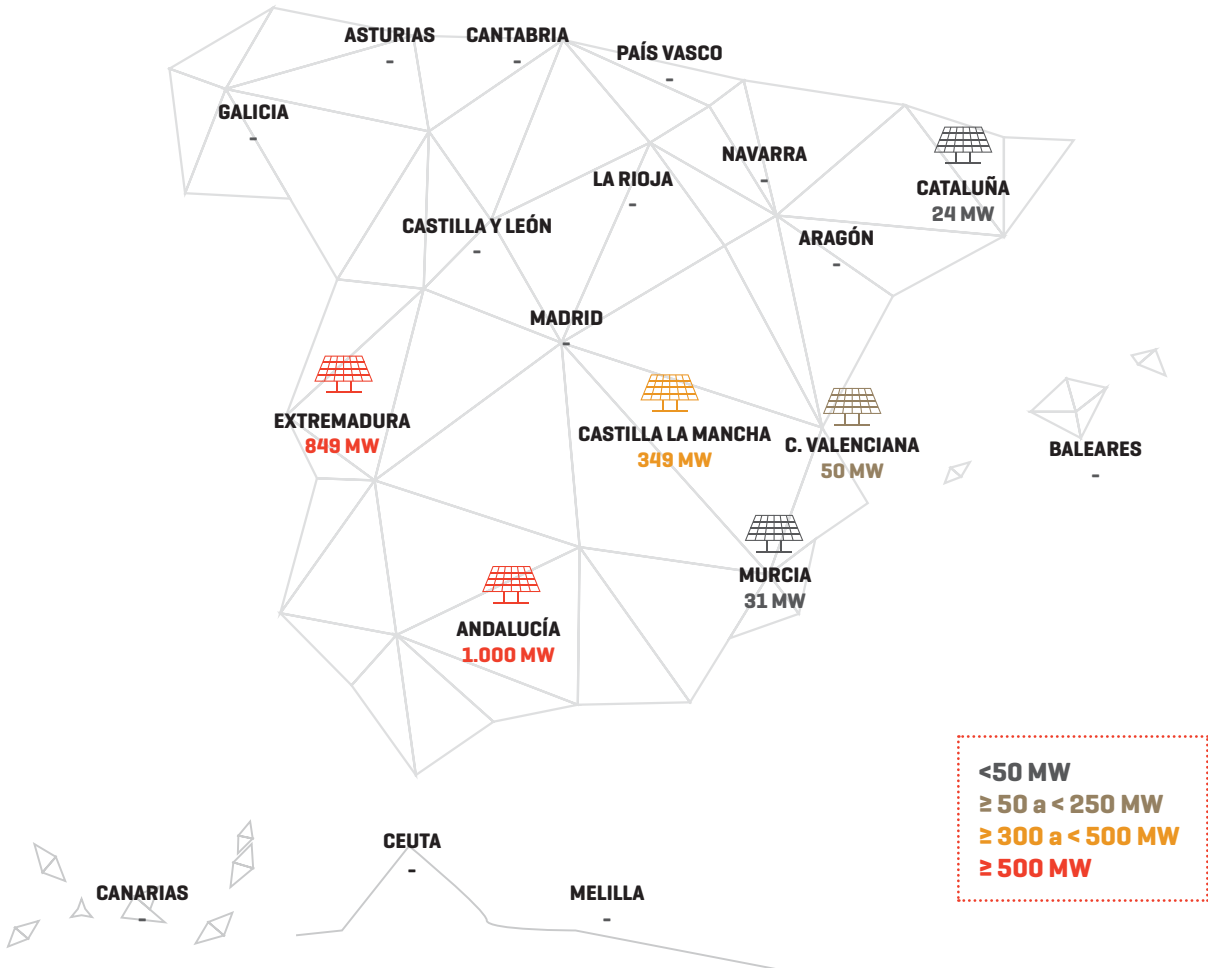 ASTURIAS
-
CANTABRIA
-
PAÍS VASCO
-
GALICIA
-
NAVARRA
-
LA RIOJA
-
CATALUÑA
24 MW
CASTILLA Y LEÓN
-
ARAGÓN
-
MADRID
-
EXTREMADURA
849 MW
CASTILLA LA MANCHA
349 MW
C. VALENCIANA
50 MW
BALEARES
-
MURCIA
31 MW
ANDALUCÍA
1.000 MW
<50 MW
≥ 50 a < 250 MW
≥ 300 a < 500 MW
≥ 500 MW
CEUTA
-
CANARIAS
-
MELILLA
-